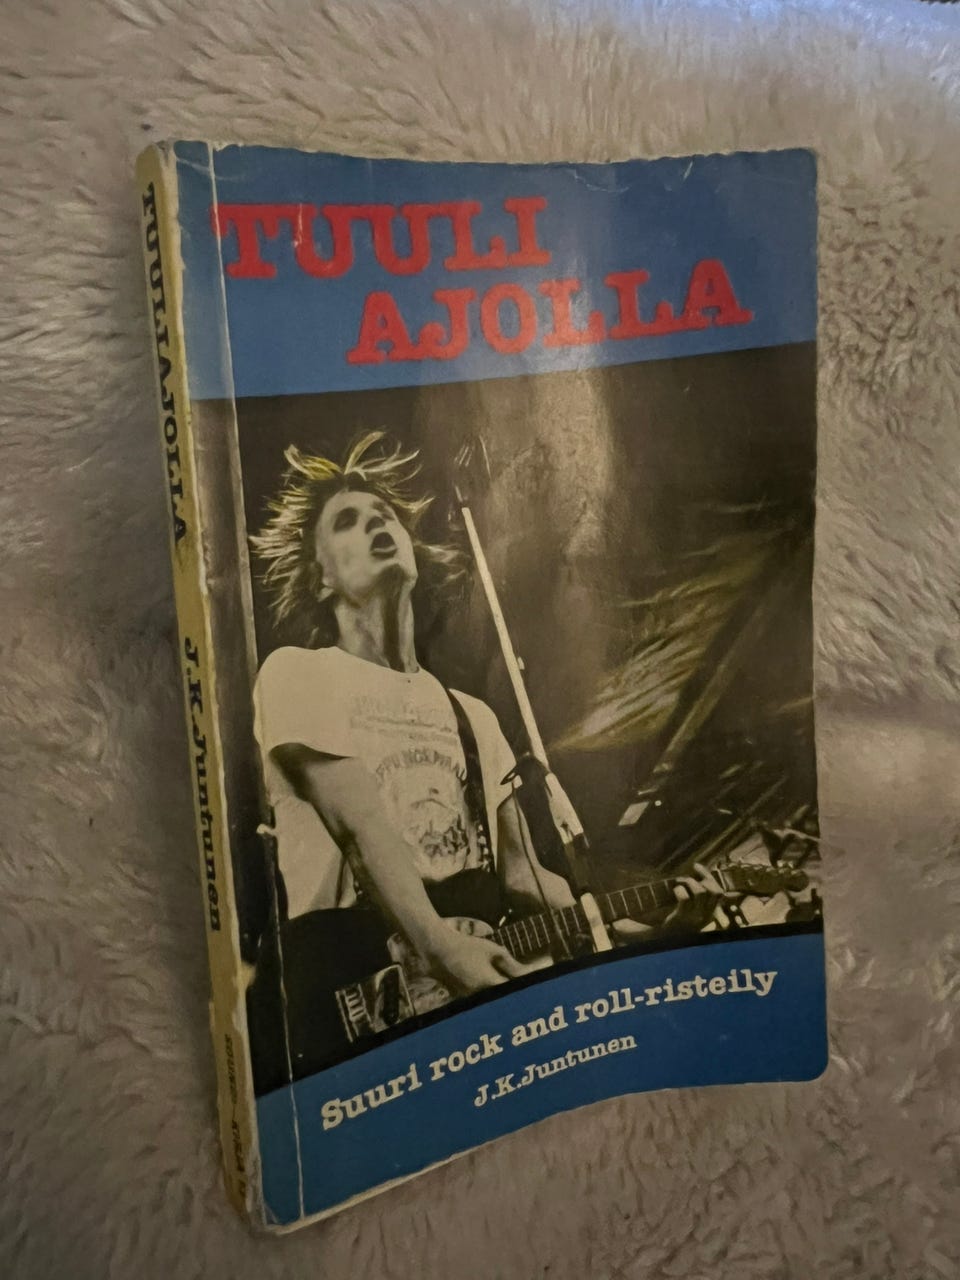 TUULI
AJOLLA
Suuri rock and roll-risteily
J.K.Juntunen
TUULIAJOLLA
J.K.Juntunen